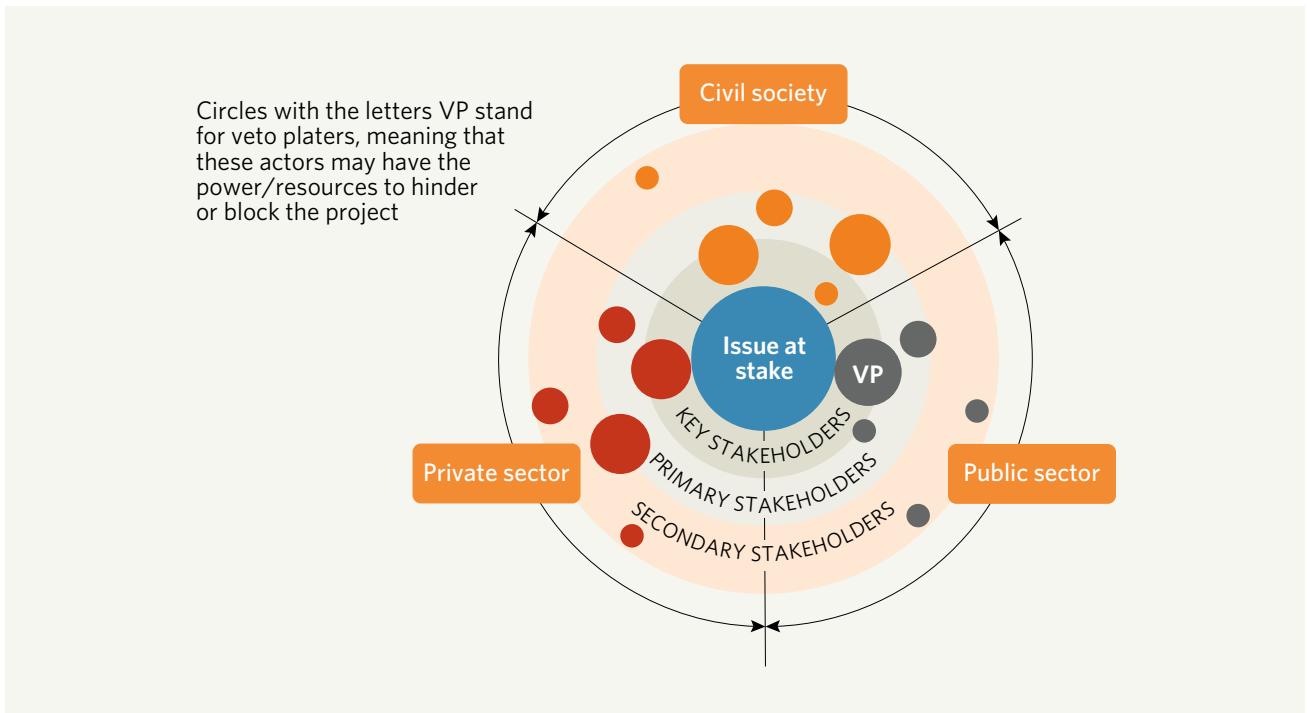 Civil society
Circles with the letters VP stand
for veto platers, meaning that
these actors may have the
power/resources to hinder
or block the project
Issue at
stake
VP
KEY STAKEHOLDERS
PRIMARY STAKEHOLDERS
SECONDARY STAKEHOLDERS
Private sector
Public sector